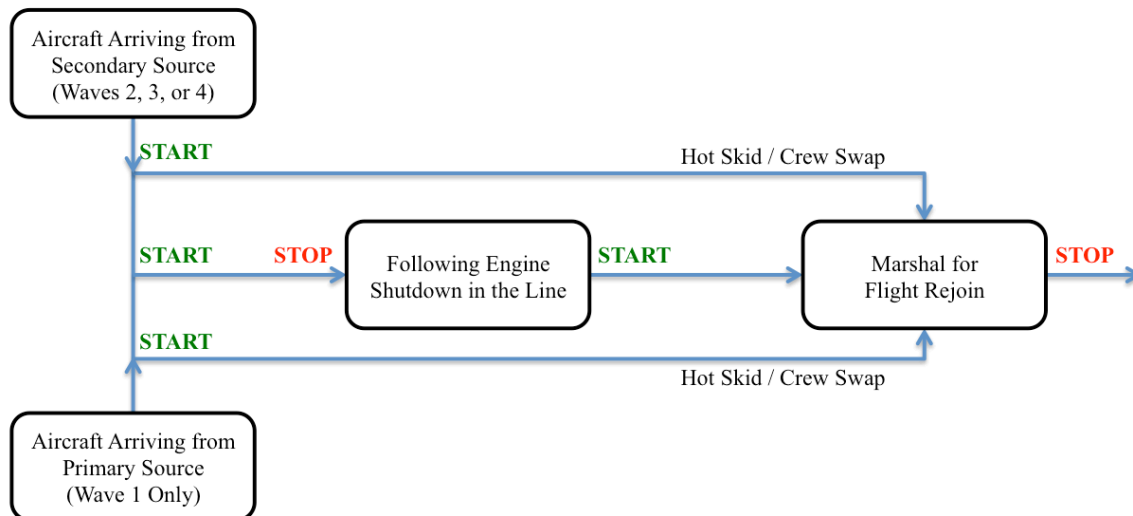 Aircraft Arriving from
Secondary Source
(Waves 2, 3, or 4)
START
Hot Skid / Crew Swap
START
STOP
Following Engine
Shutdown in the Line
START
Marshal for
Flight Rejoin
STOP
START
Hot Skid / Crew Swap
Aircraft Arriving from
Primary Source
(Wave 1 Only)